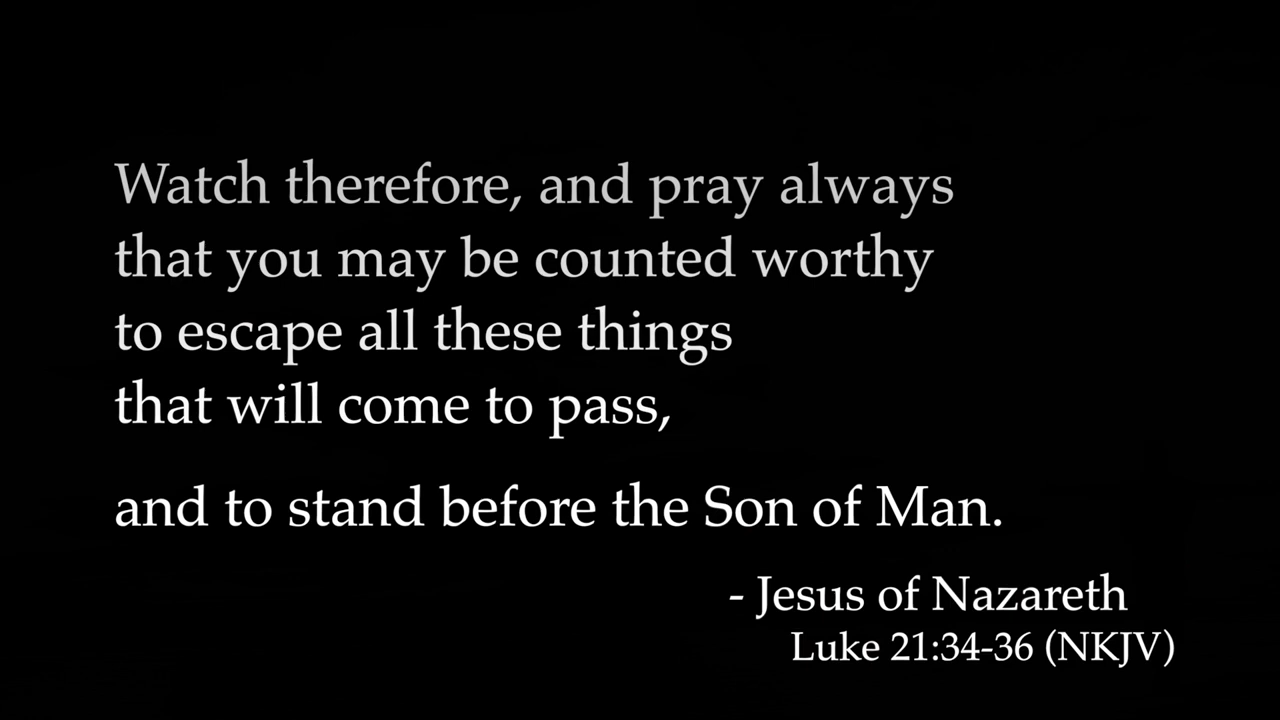 Watch therefore, and pray always
that you may be counted worthy
to escape all these things
that will come to pass,
and to stand before the Son of Man.
- Jesus of Nazareth
Luke 21:34-36 (NKJV)